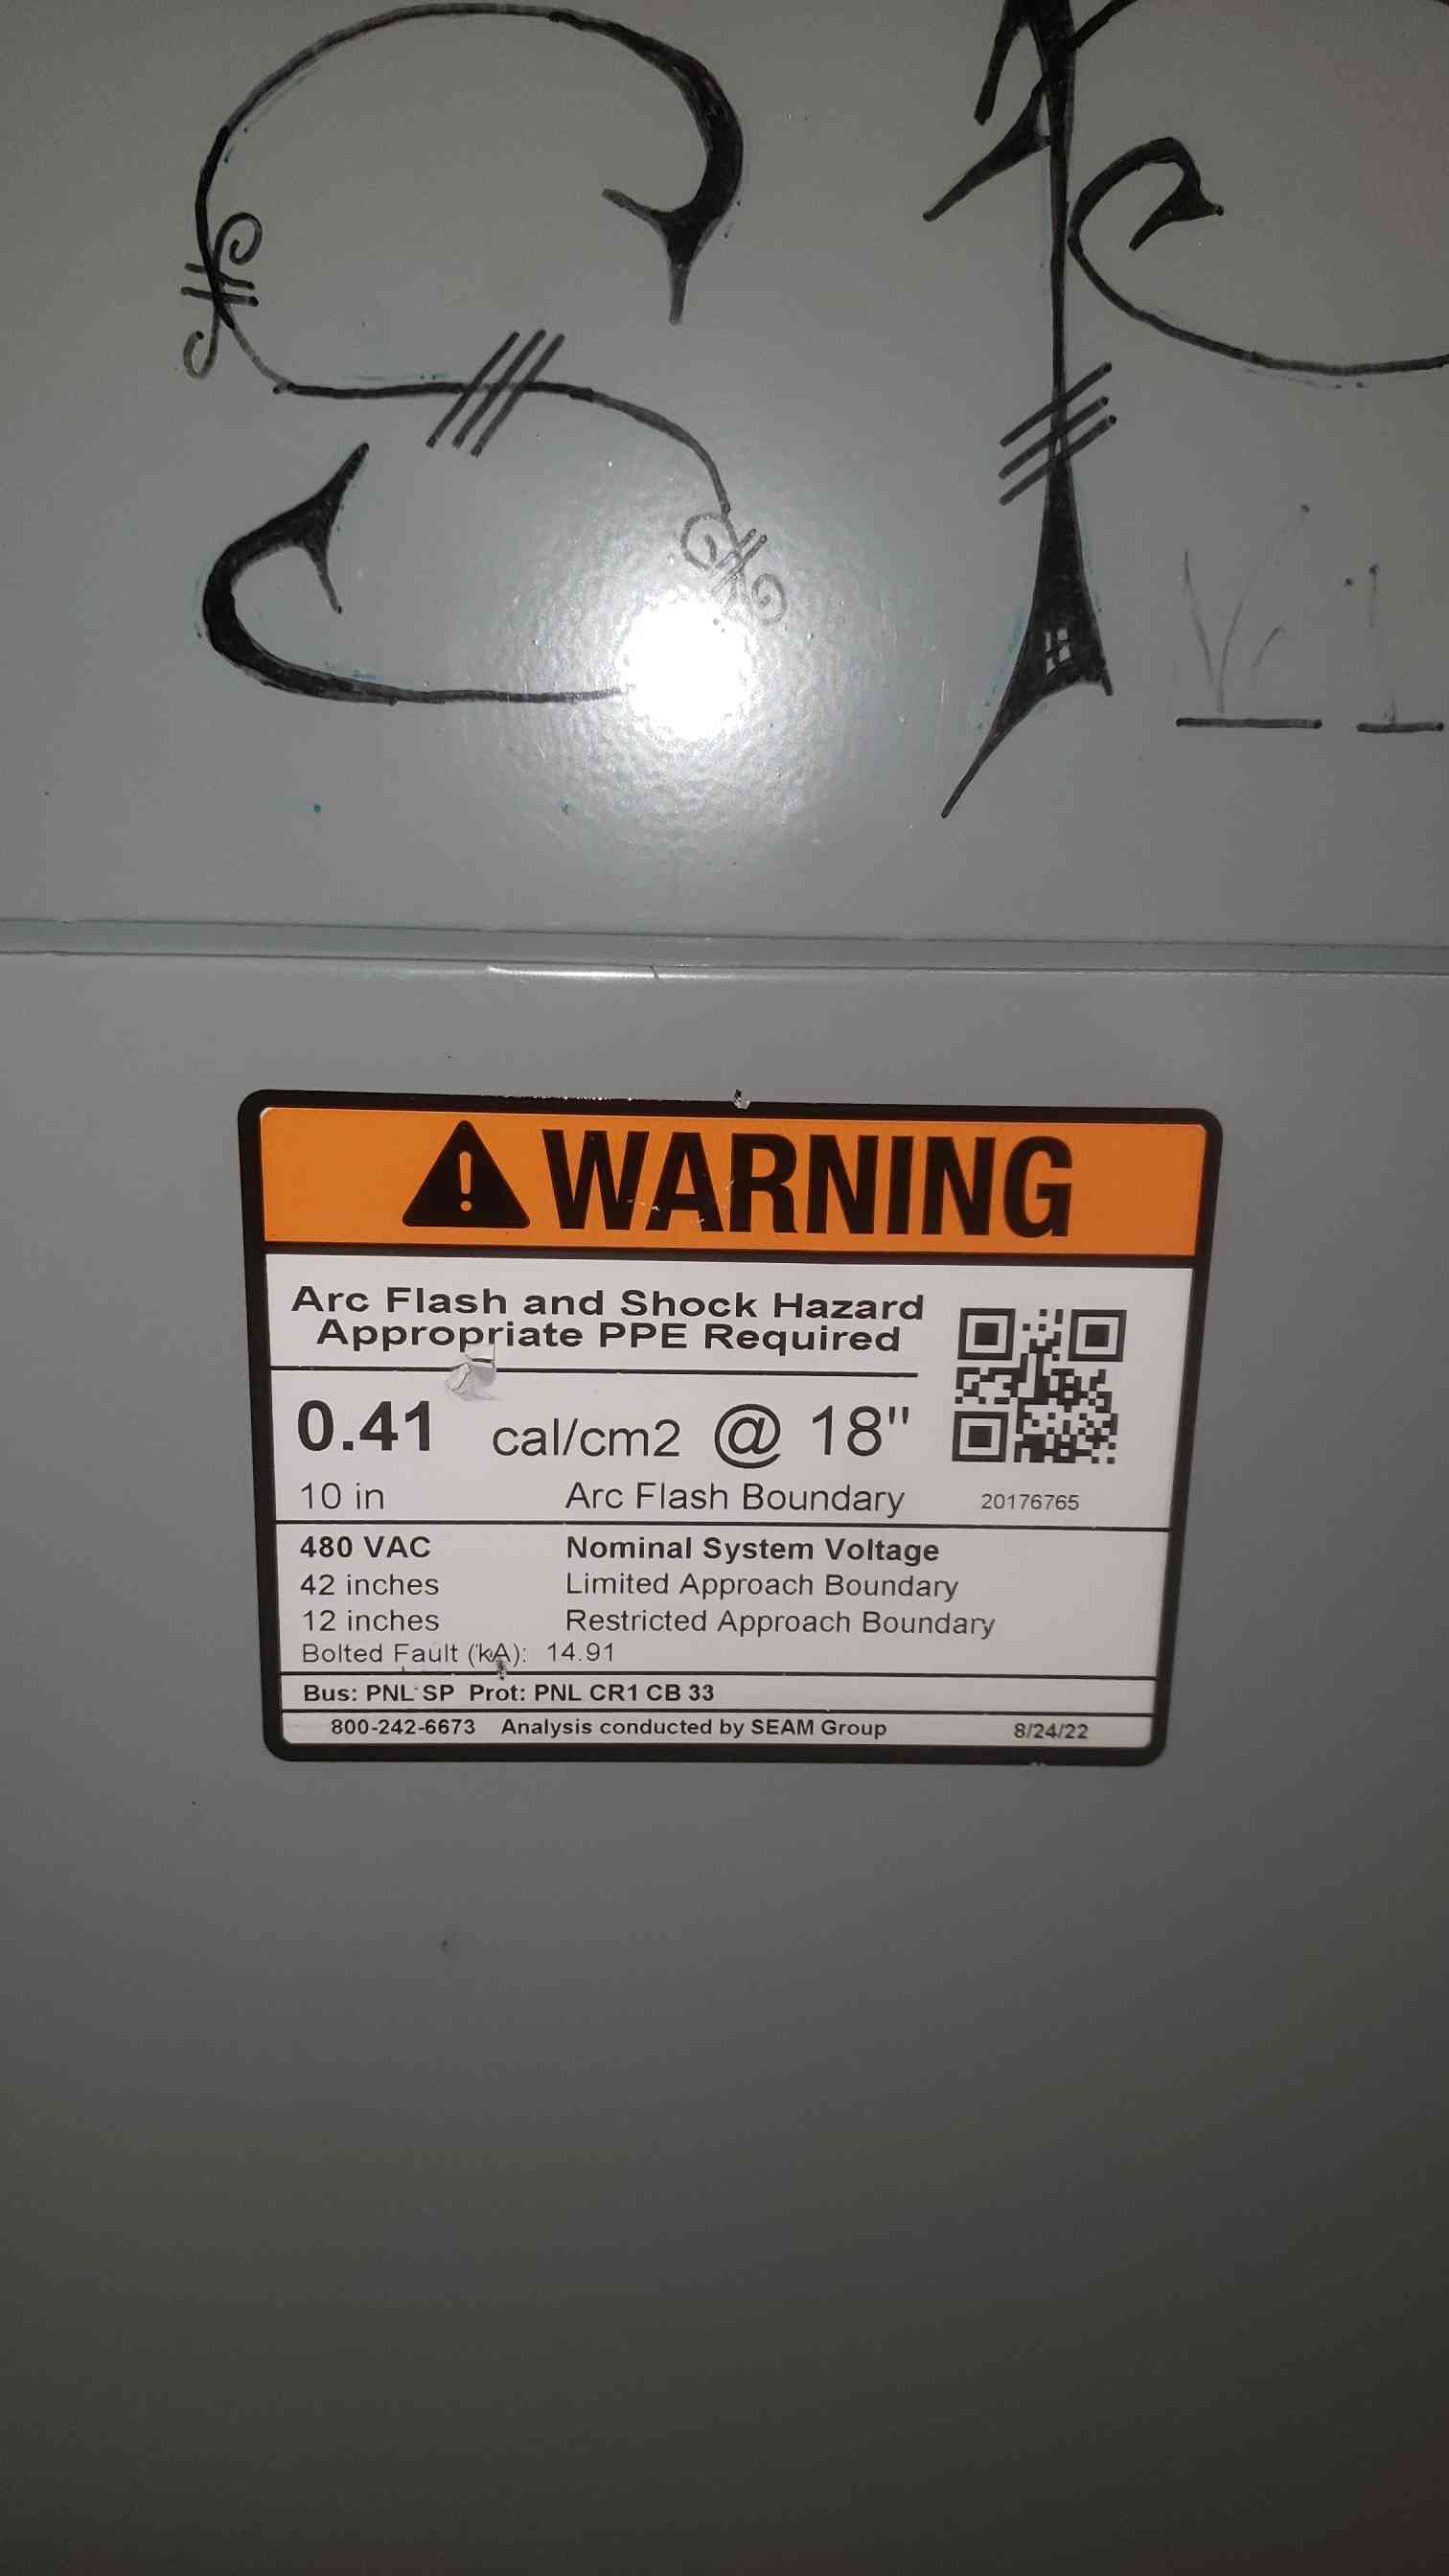 SP
WARNING
Arc Flash and Shock Hazard
Appropriate PPE Required
0.41 cal/cm2 @ 18"
10 in Arc Flash Boundary 20176765
480 VAC Nominal System Voltage
42 inches Limited Approach Boundary
12 inches Restricted Approach Boundary
Bolted Fault (kA): 14.91
Bus: PNL SP Prot: PNL CR1 CB 33
800-242-6673 Analysis conducted by SEAM Group 8/24/22